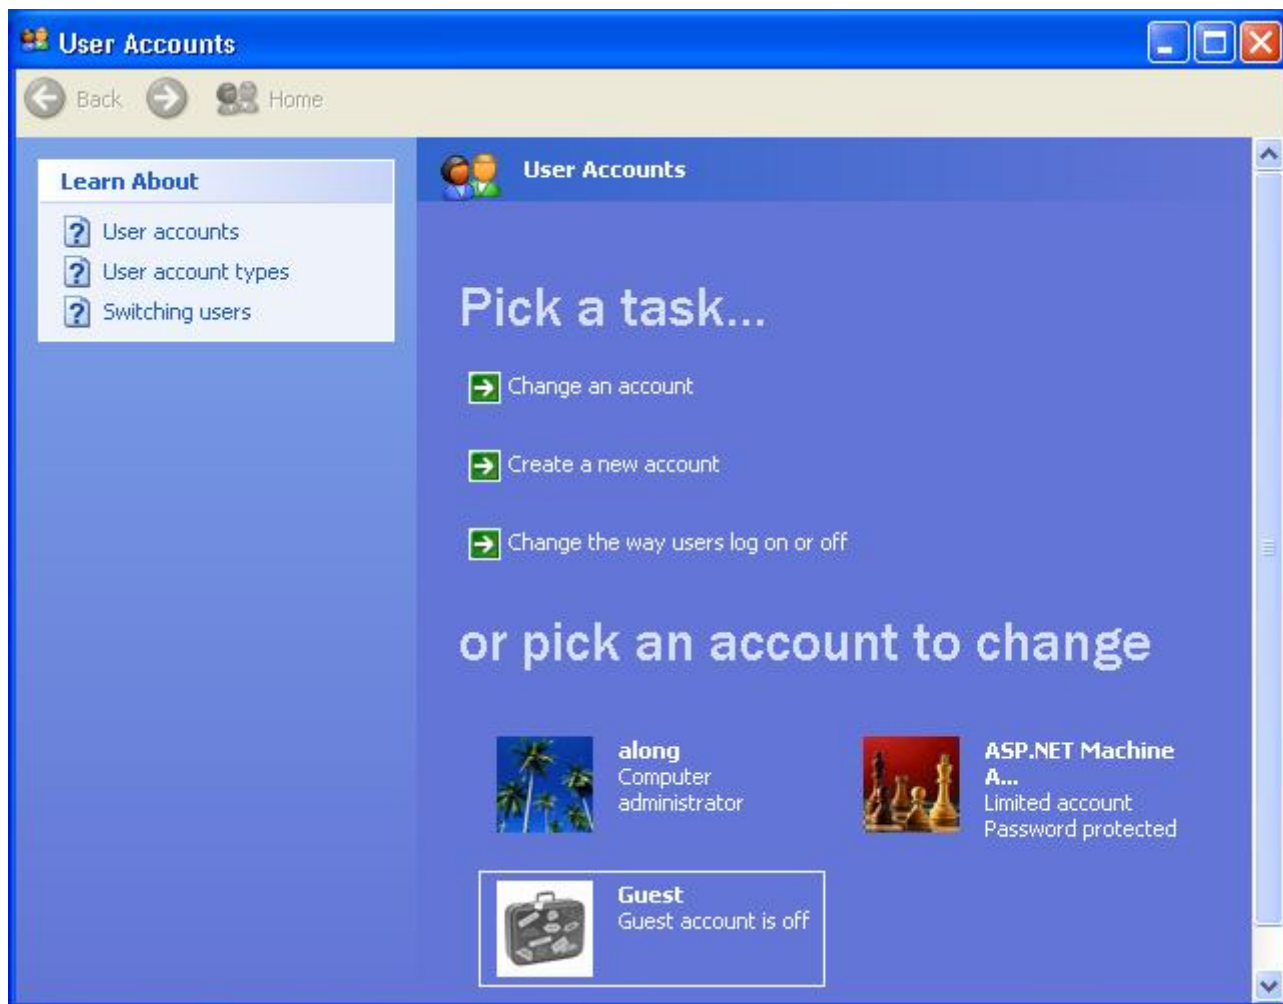 User Accounts
Back Home
Learn About
User accounts
User account types
Switching users
User Accounts
Pick a task...
Change an account
Create a new account
Change the way users log on or off
or pick an account to change
along
Computer
administrator
ASP.NET Machine
A...
Limited account
Password protected
Guest
Guest account is off